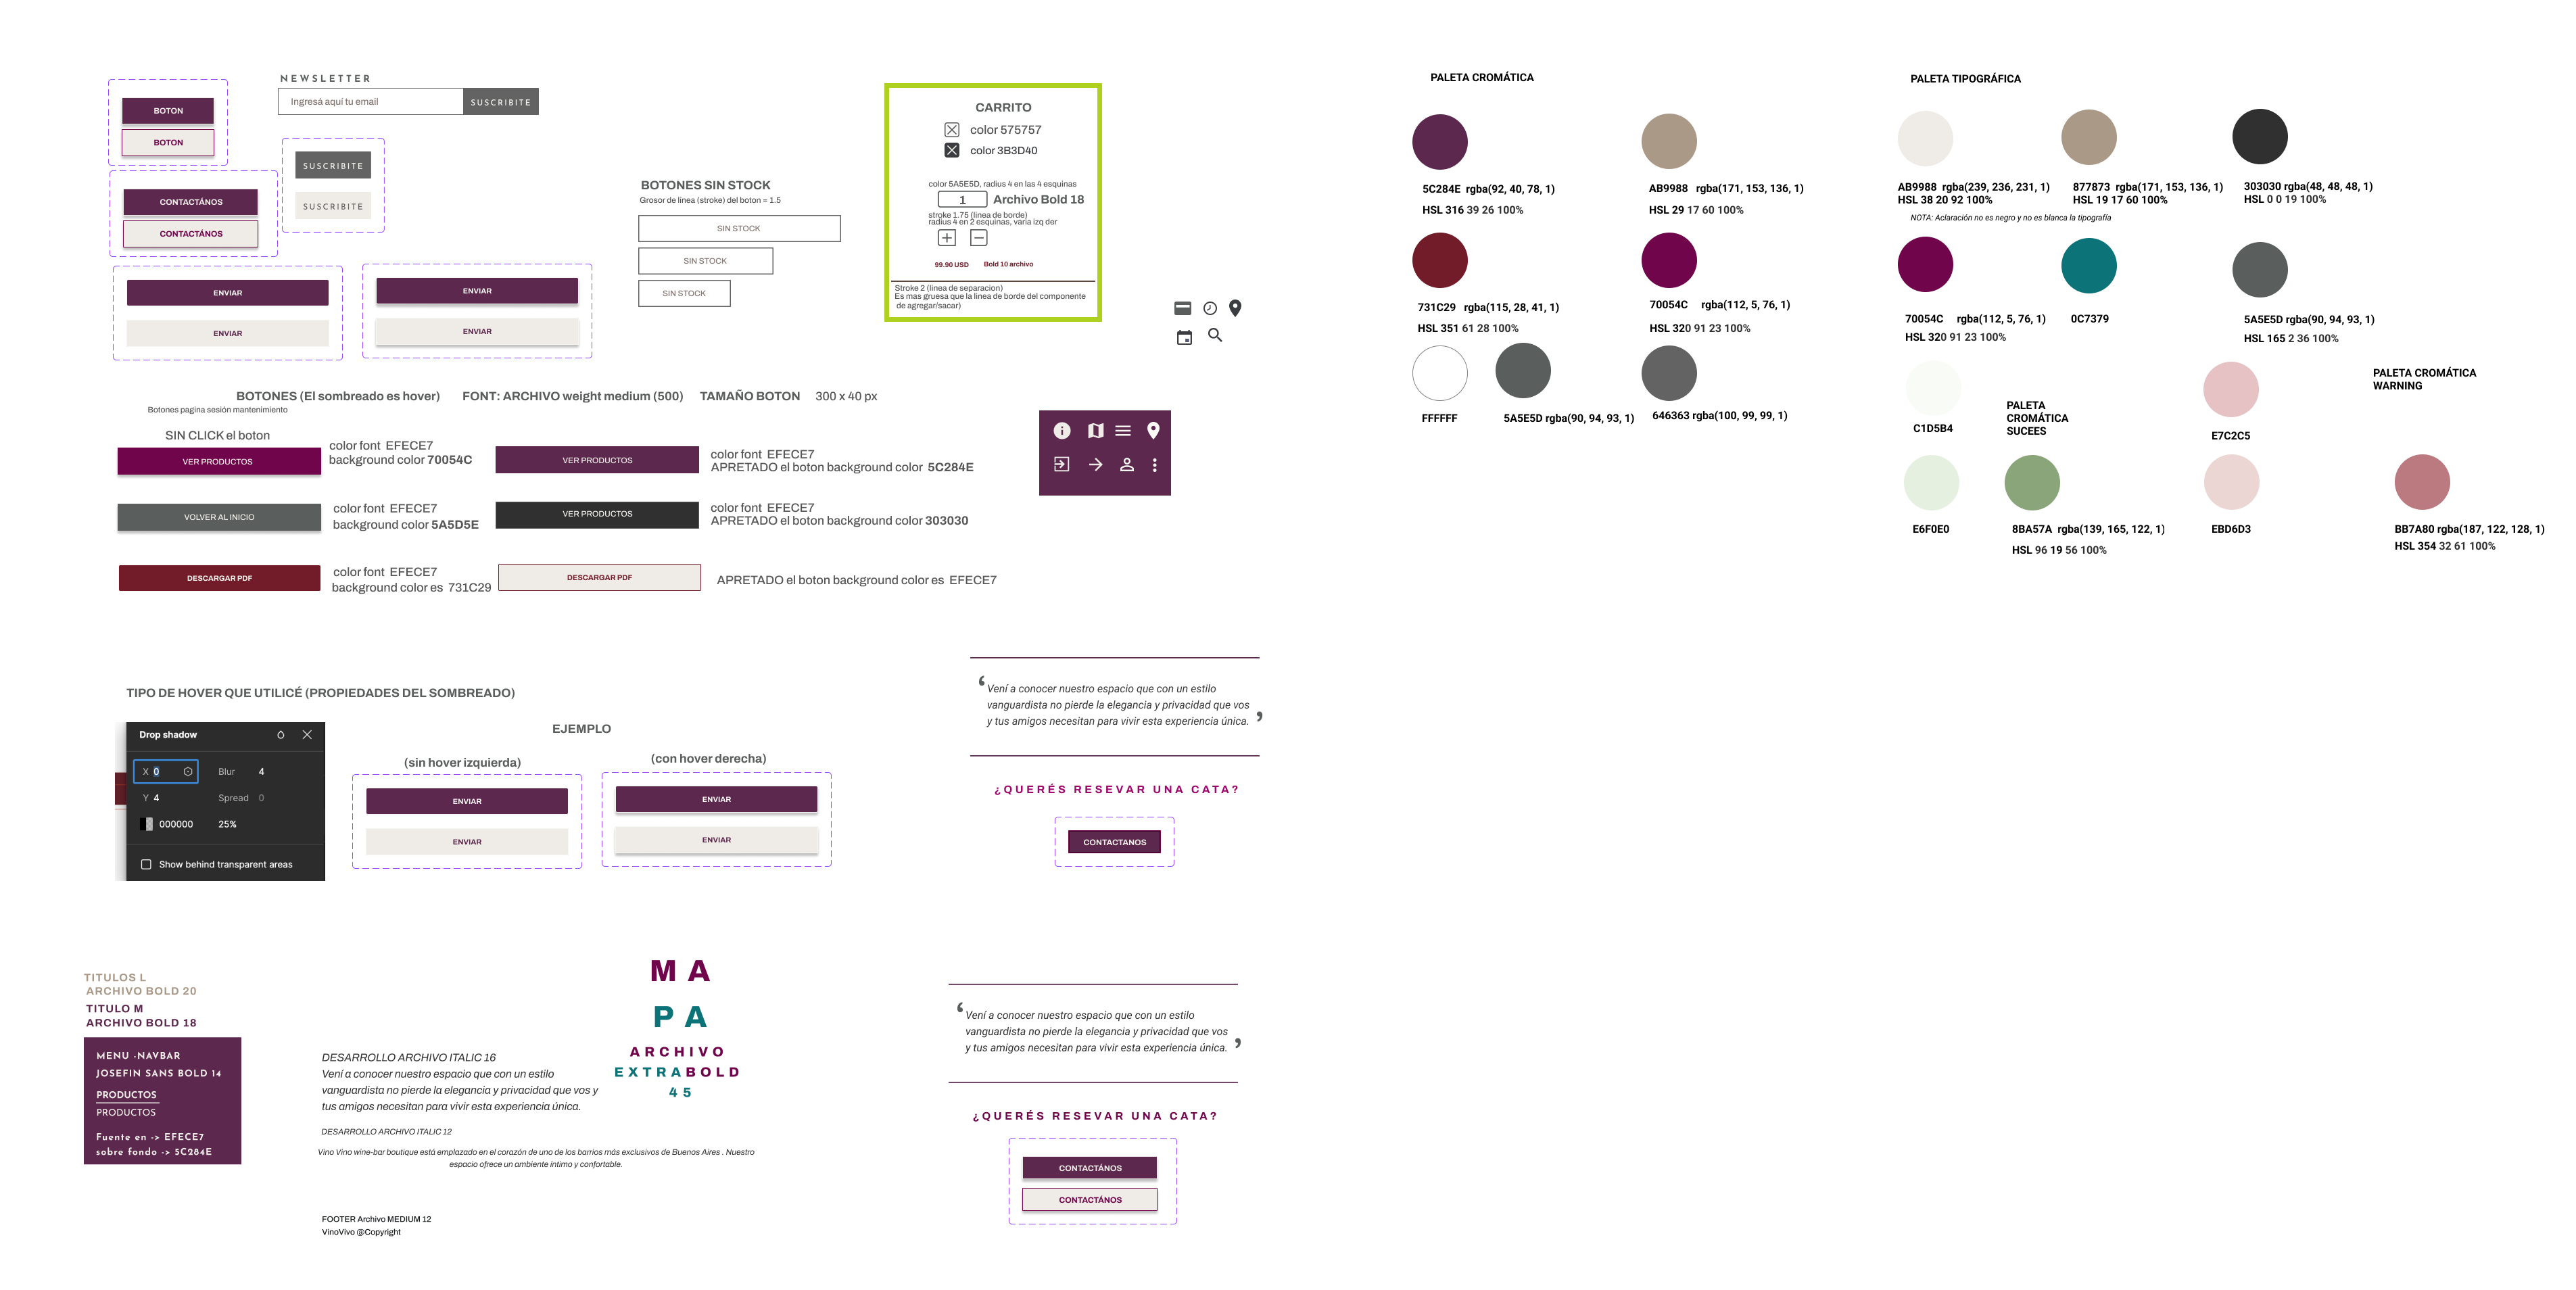 NEWSLETTER
Ingresá aquí tu email
SUSCRIBITE
BOTON
BOTON
SUSCRIBITE
SUSCRIBITE
CONTACTÁNOS
CONTACTÁNOS
ENVIAR
ENVIAR
ENVIAR
ENVIAR
BOTONES SIN STOCK
Grosor de linea (stroke) del boton = 1.5
SIN STOCK
SIN STOCK
SIN STOCK
CARRITO
color 575757
color 3B3D40
color 5A5E5D, radius 4 en las 4 esquinas
1
Archivo Bold 18
stroke 1.75 (linea de borde)
radius 4 en 2 esquinas, varia izq der
99.90 USD
Bold 10 archivo
Stroke 2 (linea de separacion)
Es mas gruesa que la linea de borde del componente
de agregar/sacar)
BOTONES (El sombreado es hover)
FONT: ARCHIVO weight medium (500)
TAMAÑO BOTON
300 x 40 px
Botones pagina sesión mantenimiento
SIN CLICK el boton
VER PRODUCTOS
color font EFECE7
background color 70054C
VER PRODUCTOS
color font EFECE7
APRETADO el boton background color 5C284E
VOLVER AL INICIO
color font EFECE7
background color 5A5D5E
VER PRODUCTOS
color font EFECE7
APRETADO el boton background color 303030
DESCARGAR PDF
color font EFECE7
background color es 731C29
DESCARGAR PDF
APRETADO el boton background color es EFECE7
TIPO DE HOVER QUE UTILICÉ (PROPIEDADES DEL SOMBREADO)
Drop shadow
X 0
Blur 4
Y 4
Spread 0
000000 25%
Show behind transparent areas
EJEMPLO
(sin hover izquierda)
(con hover derecha)
ENVIAR
ENVIAR
ENVIAR
ENVIAR
‘
Vení a conocer nuestro espacio que con un estilo
vanguardista no pierde la elegancia y privacidad que vos
y tus amigos necesitan para vivir esta experiencia única.
’
¿QUERÉS RESEVAR UNA CATA?
CONTACTANOS
TITULOS L
ARCHIVO BOLD 20
TITULO M
ARCHIVO BOLD 18
MENU -NAVBAR
JOSEFIN SANS BOLD 14
PRODUCTOS
PRODUCTOS
Fuente en -> EFECE7
sobre fondo -> 5C284E
DESARROLLO ARCHIVO ITALIC 16
Vení a conocer nuestro espacio que con un estilo
vanguardista no pierde la elegancia y privacidad que vos y
tus amigos necesitan para vivir esta experiencia única.
DESARROLLO ARCHIVO ITALIC 12
Vino Vino wine-bar boutique está emplazado en el corazón de uno de los barrios más exclusivos de Buenos Aires . Nuestro
espacio ofrece un ambiente íntimo y confortable.
FOOTER Archivo MEDIUM 12
VinoVivo @Copyright
MA
PA
ARCHIVO
EXTRABOLD
45
‘
Vení a conocer nuestro espacio que con un estilo
vanguardista no pierde la elegancia y privacidad que vos
y tus amigos necesitan para vivir esta experiencia única.
’
¿QUERÉS RESEVAR UNA CATA?
CONTACTÁNOS
CONTACTÁNOS
PALETA CROMÁTICA
5C284E rgba(92, 40, 78, 1)
HSL 316 39 26 100%
AB9988 rgba(171, 153, 136, 1)
HSL 29 17 60 100%
731C29 rgba(115, 28, 41, 1)
HSL 351 61 28 100%
70054C rgba(112, 5, 76, 1)
HSL 320 91 23 100%
FFFFFF
5A5E5D rgba(90, 94, 93, 1)
646363 rgba(100, 99, 99, 1)
PALETA TIPOGRÁFICA
AB9988 rgba(239, 236, 231, 1)
HSL 38 20 92 100%
877873 rgba(171, 153, 136, 1)
HSL 19 17 60 100%
303030 rgba(48, 48, 48, 1)
HSL 0 0 19 100%
NOTA: Aclaración no es negro y no es blanca la tipografía
70054C rgba(112, 5, 76, 1)
HSL 320 91 23 100%
0C7379
5A5E5D rgba(90, 94, 93, 1)
HSL 165 2 36 100%
C1D5B4
PALETA
CROMÁTICA
SUCEES
E7C2C5
PALETA CROMÁTICA
WARNING
E6F0E0
8BA57A rgba(139, 165, 122, 1)
HSL 96 19 56 100%
EBD6D3
BB7A80 rgba(187, 122, 128, 1)
HSL 354 32 61 100%